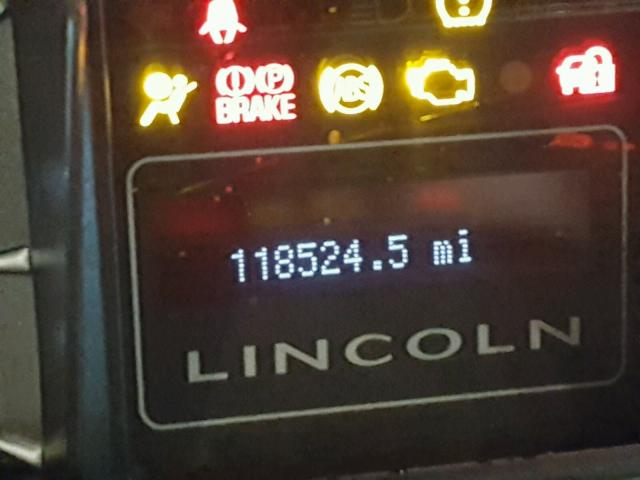 (!) (P) ABS
BRAKE
118524.5 mi
LINCOLN